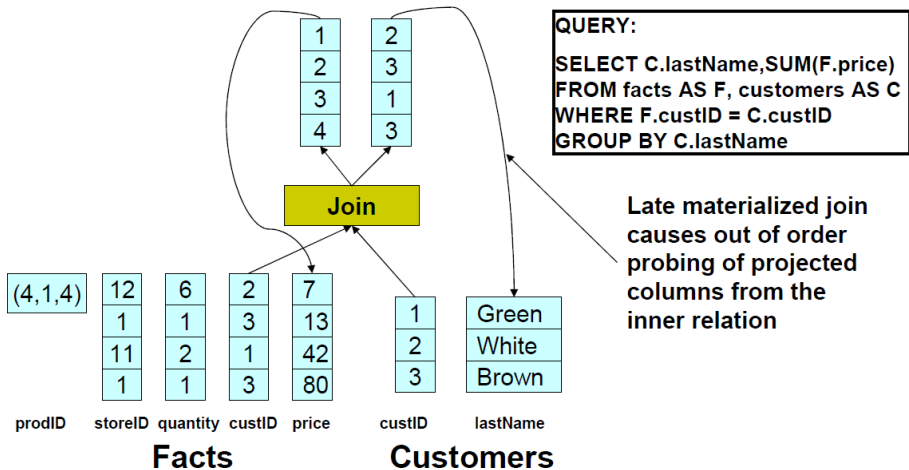 1
2
3
4
2
3
1
3
QUERY:
SELECT C.lastName,SUM(F.price)
FROM facts AS F, customers AS C
WHERE F.custID = C.custID
GROUP BY C.lastName
Join
Late materialized join
causes out of order
probing of projected
columns from the
inner relation
(4,1,4)
12
1
11
1
6
1
2
1
2
3
1
3
7
13
42
80
1
2
3
Green
White
Brown
prodID storeID quantity custID price custID lastName
Facts Customers